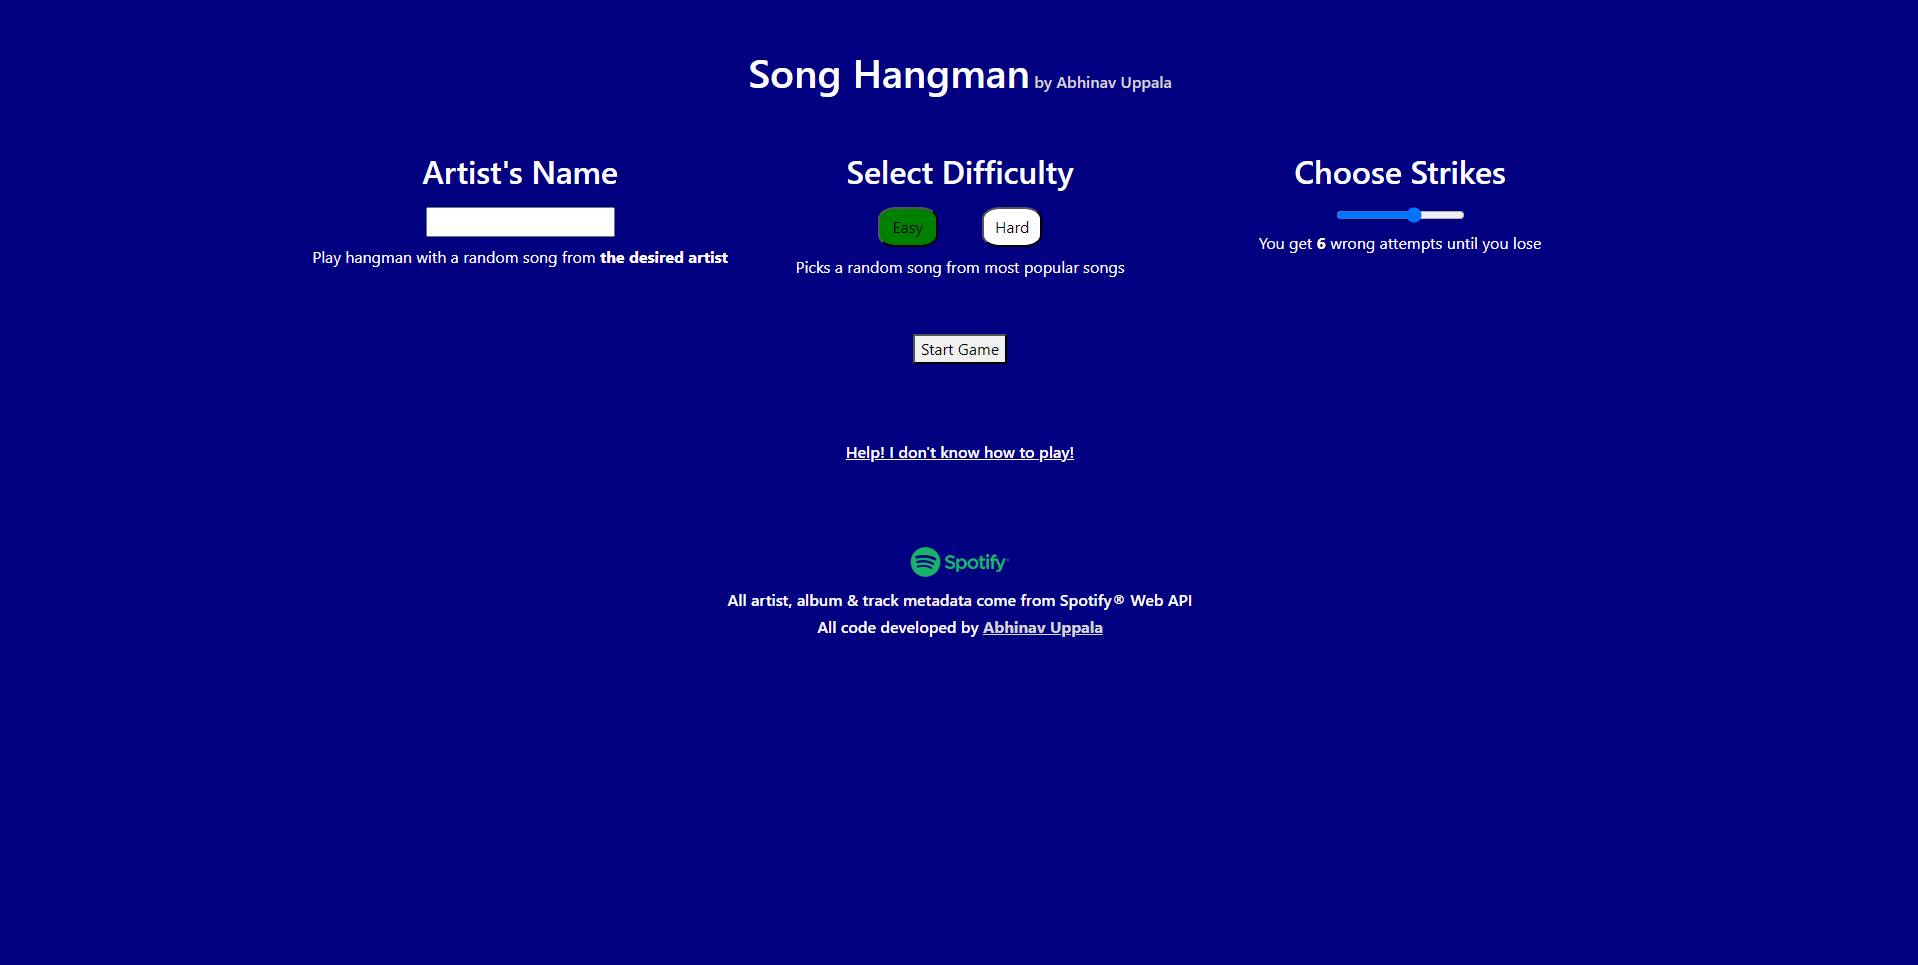 Song Hangman by Abhinav Uppala
Artist's Name
Play hangman with a random song from the desired artist
Select Difficulty
Easy Hard
Picks a random song from most popular songs
Choose Strikes
You get 6 wrong attempts until you lose
Start Game
Help! I don't know how to play!
Spotify®
All artist, album & track metadata come from Spotify® Web API
All code developed by Abhinav Uppala